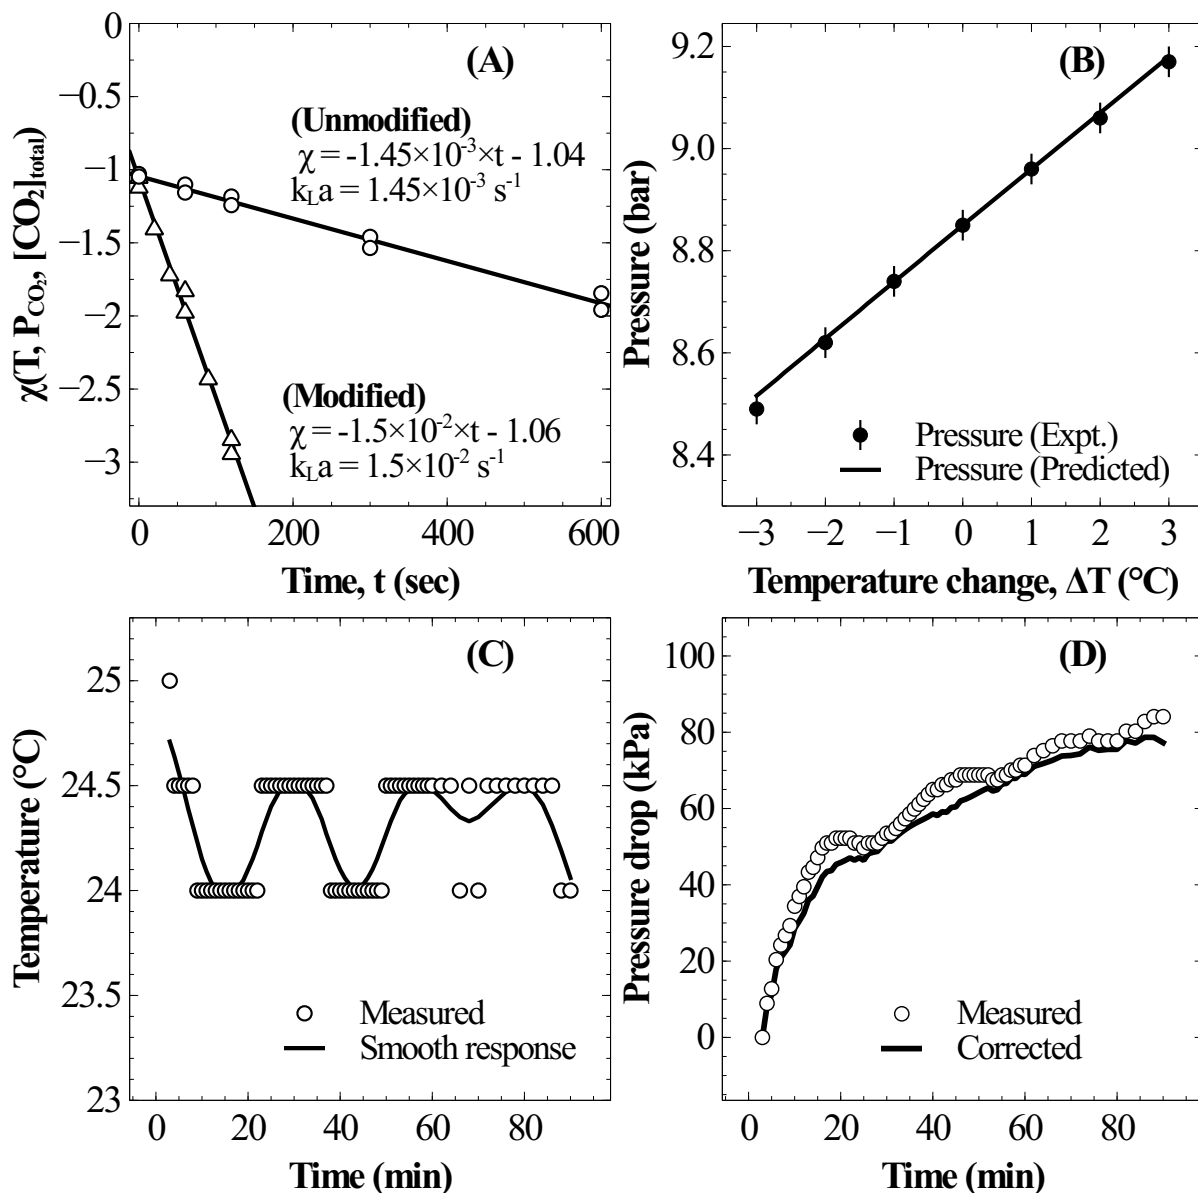 (A)
0
−0.5
−1
−1.5
−2
−2.5
−3
χ(T, P_CO₂, [CO₂]total)
(Unmodified)
χ = -1.45×10⁻³×t - 1.04
k_La = 1.45×10⁻³ s⁻¹
(Modified)
χ = -1.5×10⁻²×t - 1.06
k_La = 1.5×10⁻² s⁻¹
0 200 400 600
Time, t (sec)
(B)
9.2
9.0
8.8
8.6
8.4
Pressure (bar)
Pressure (Expt.)
Pressure (Predicted)
−3 −2 −1 0 1 2 3
Temperature change, ΔT (°C)
(C)
25
24.5
24
23.5
23
Temperature (°C)
Measured
Smooth response
0 20 40 60 80
Time (min)
(D)
100
80
60
40
20
0
Pressure drop (kPa)
Measured
Corrected
0 20 40 60 80
Time (min)